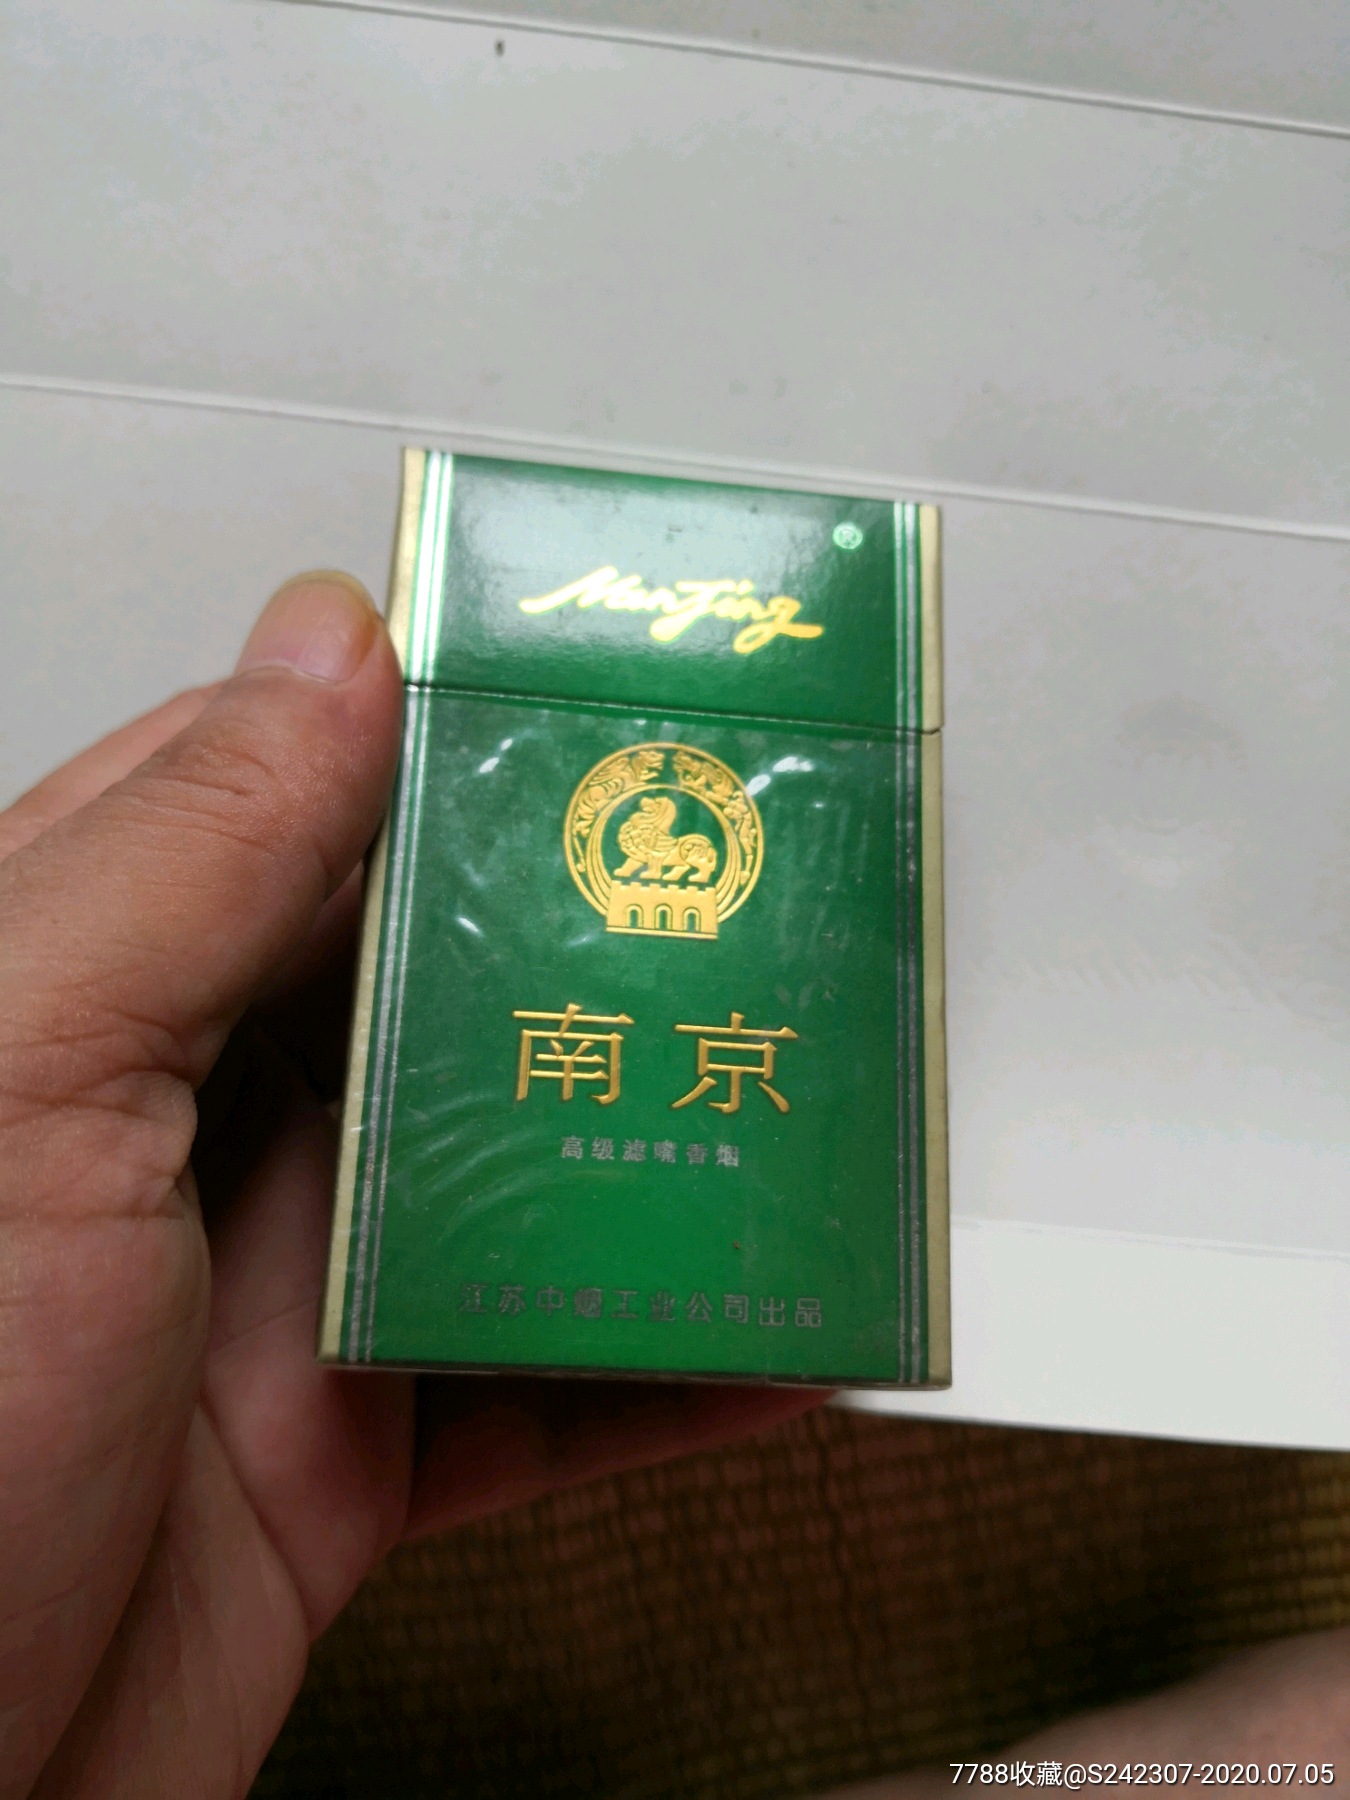 ®
NanJing
南京
高级滤嘴香烟
江苏中烟工业公司出品
7788收藏@S242307-2020.07.05